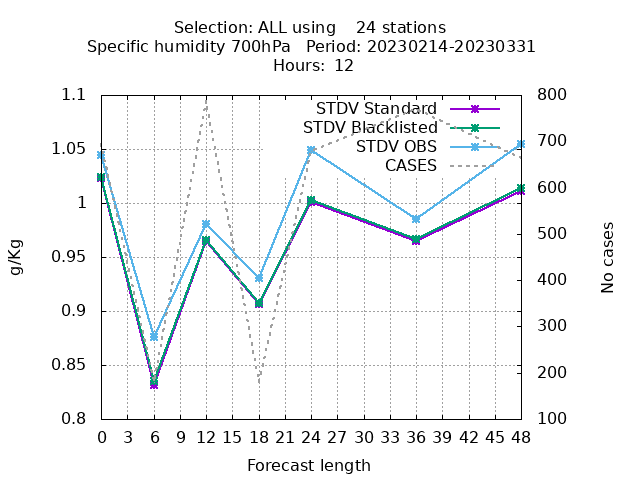 Selection: ALL using    24 stations
Specific humidity 700hPa   Period: 20230214-20230331
Hours: 12
1.1
1.05
1
0.95
0.9
0.85
0.8
g/Kg
STDV Standard
STDV Blacklisted
STDV OBS
CASES
800
700
600
500
400
300
200
100
No cases
0 3 6 9 12 15 18 21 24 27 30 33 36 39 42 45 48
Forecast length